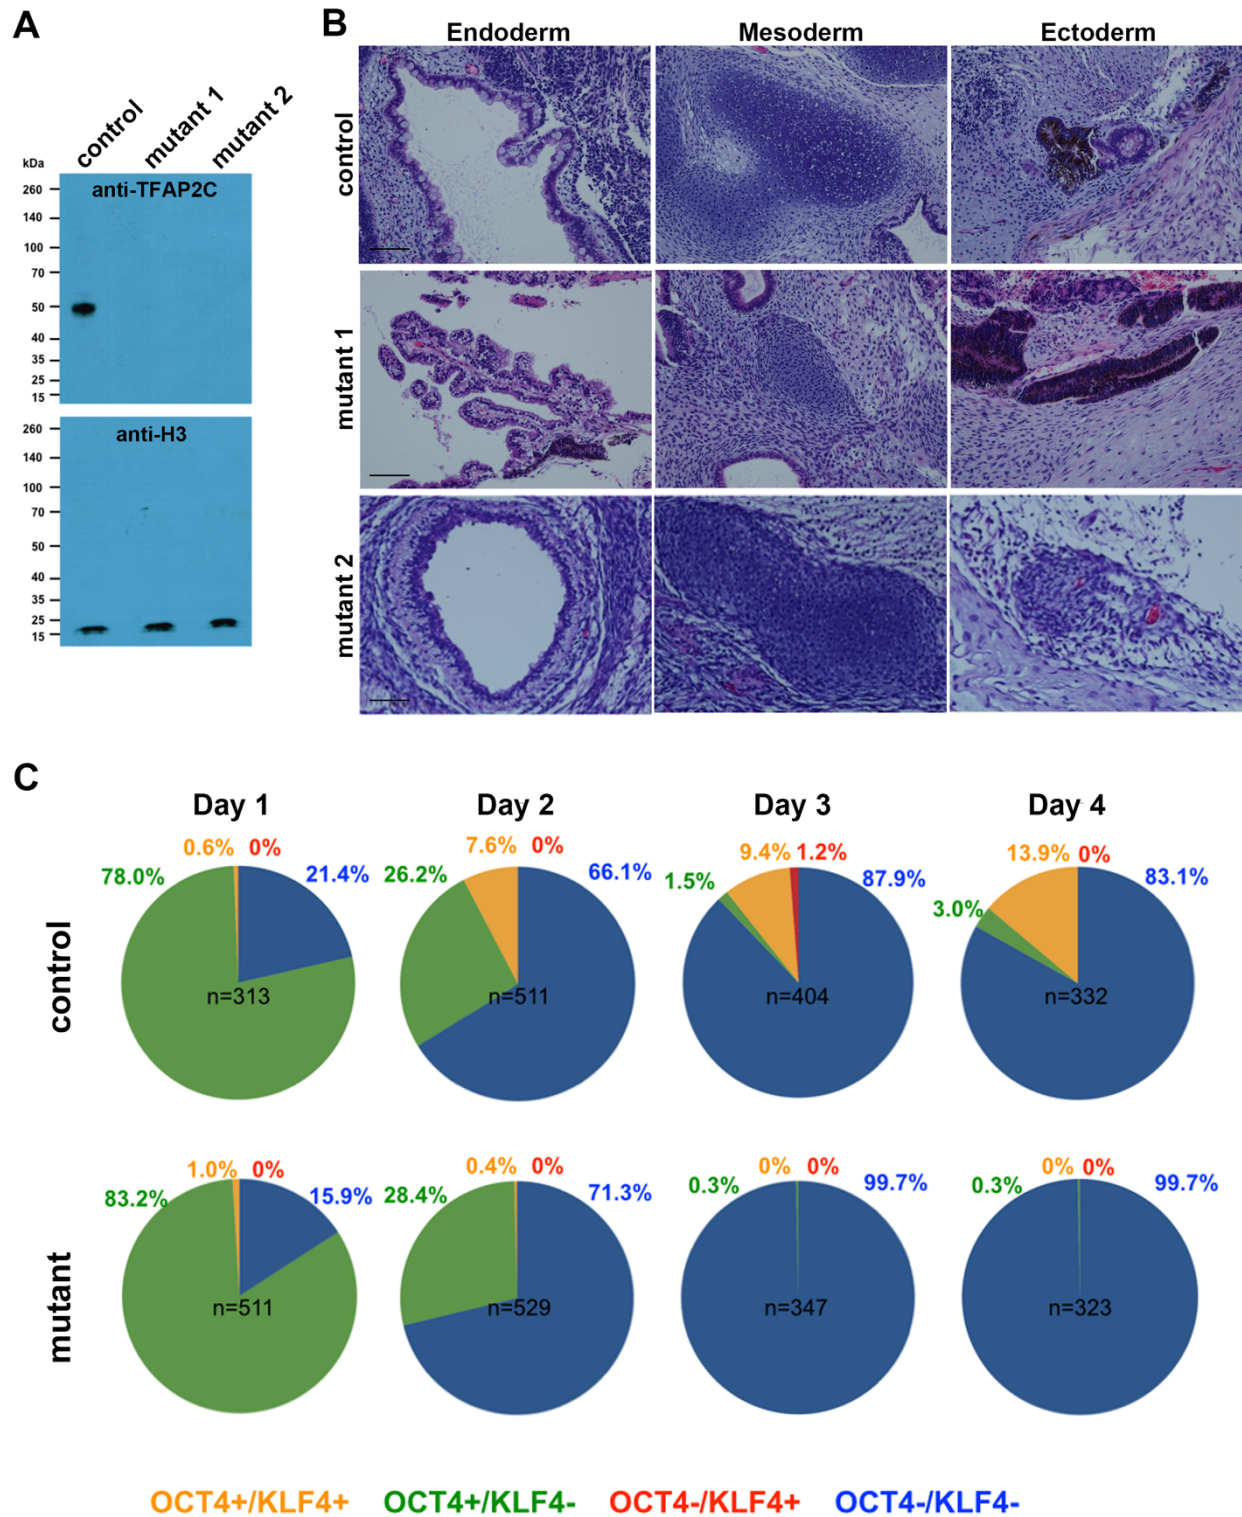 A
control
mutant 1
mutant 2
kDa
anti-TFAP2C
260
140
100
70
50
40
35
25
15
anti-H3
260
140
100
70
50
40
35
25
15
B
Endoderm Mesoderm Ectoderm
control
mutant 1
mutant 2
C
Day 1 Day 2 Day 3 Day 4
control
0.6% 0%
78.0% 21.4%
n=313
7.6% 0%
26.2% 66.1%
n=511
9.4% 1.2%
1.5% 87.9%
n=404
13.9% 0%
3.0% 83.1%
n=332
mutant
1.0% 0%
83.2% 15.9%
n=511
0.4% 0%
28.4% 71.3%
n=529
0% 0%
0.3% 99.7%
n=347
0% 0%
0.3% 99.7%
n=323
OCT4+/KLF4+ OCT4+/KLF4- OCT4-/KLF4+ OCT4-/KLF4-